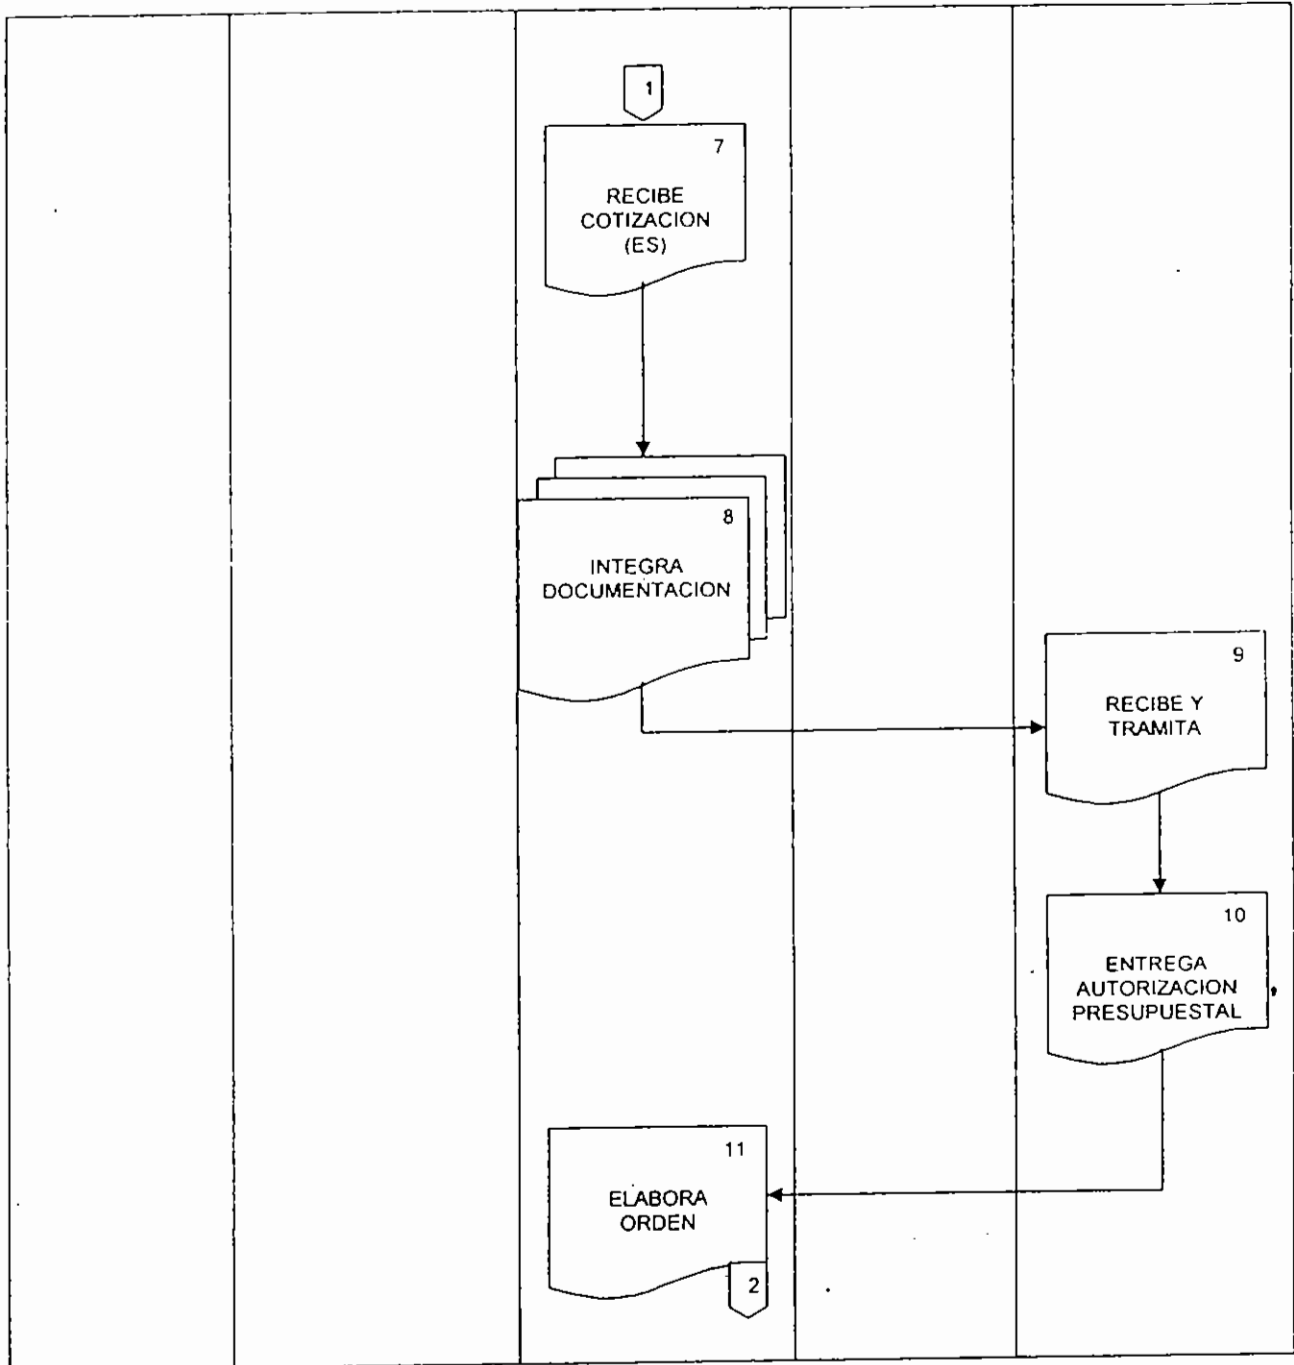 1
7
RECIBE
COTIZACION
(ES)
8
INTEGRA
DOCUMENTACION
9
RECIBE Y
TRAMITA
10
ENTREGA
AUTORIZACION
PRESUPUESTAL
11
ELABORA
ORDEN
2